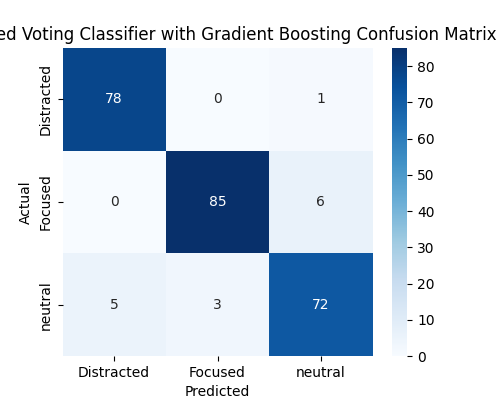 ed Voting Classifier with Gradient Boosting Confusion Matrix
Actual
Distracted
Focused
neutral
78 0 1
0 85 6
5 3 72
Distracted Focused neutral
Predicted
80
70
60
50
40
30
20
10
0